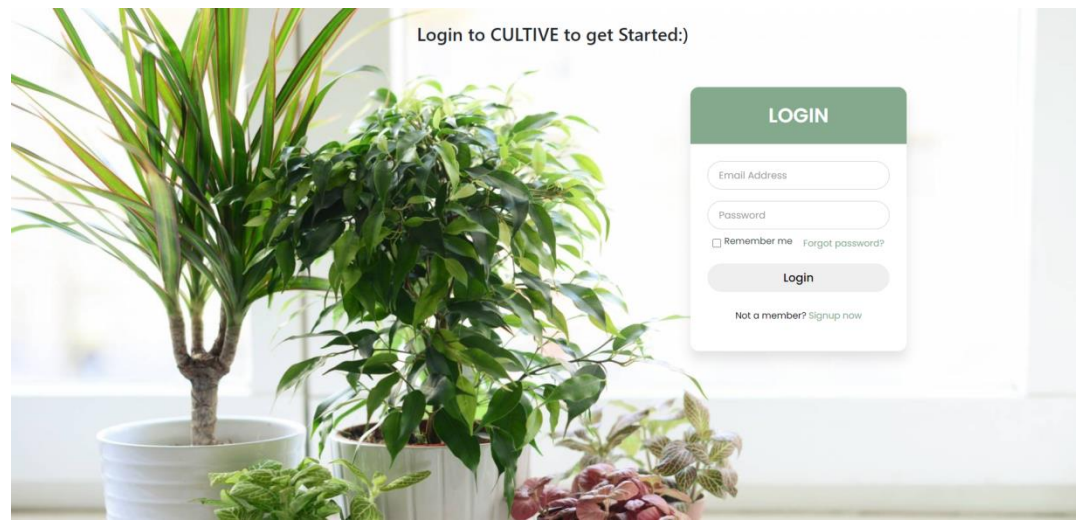 Login to CULTIVE to get Started:)
LOGIN
Email Address
Password
Remember me Forgot password?
Login
Not a member? Signup now